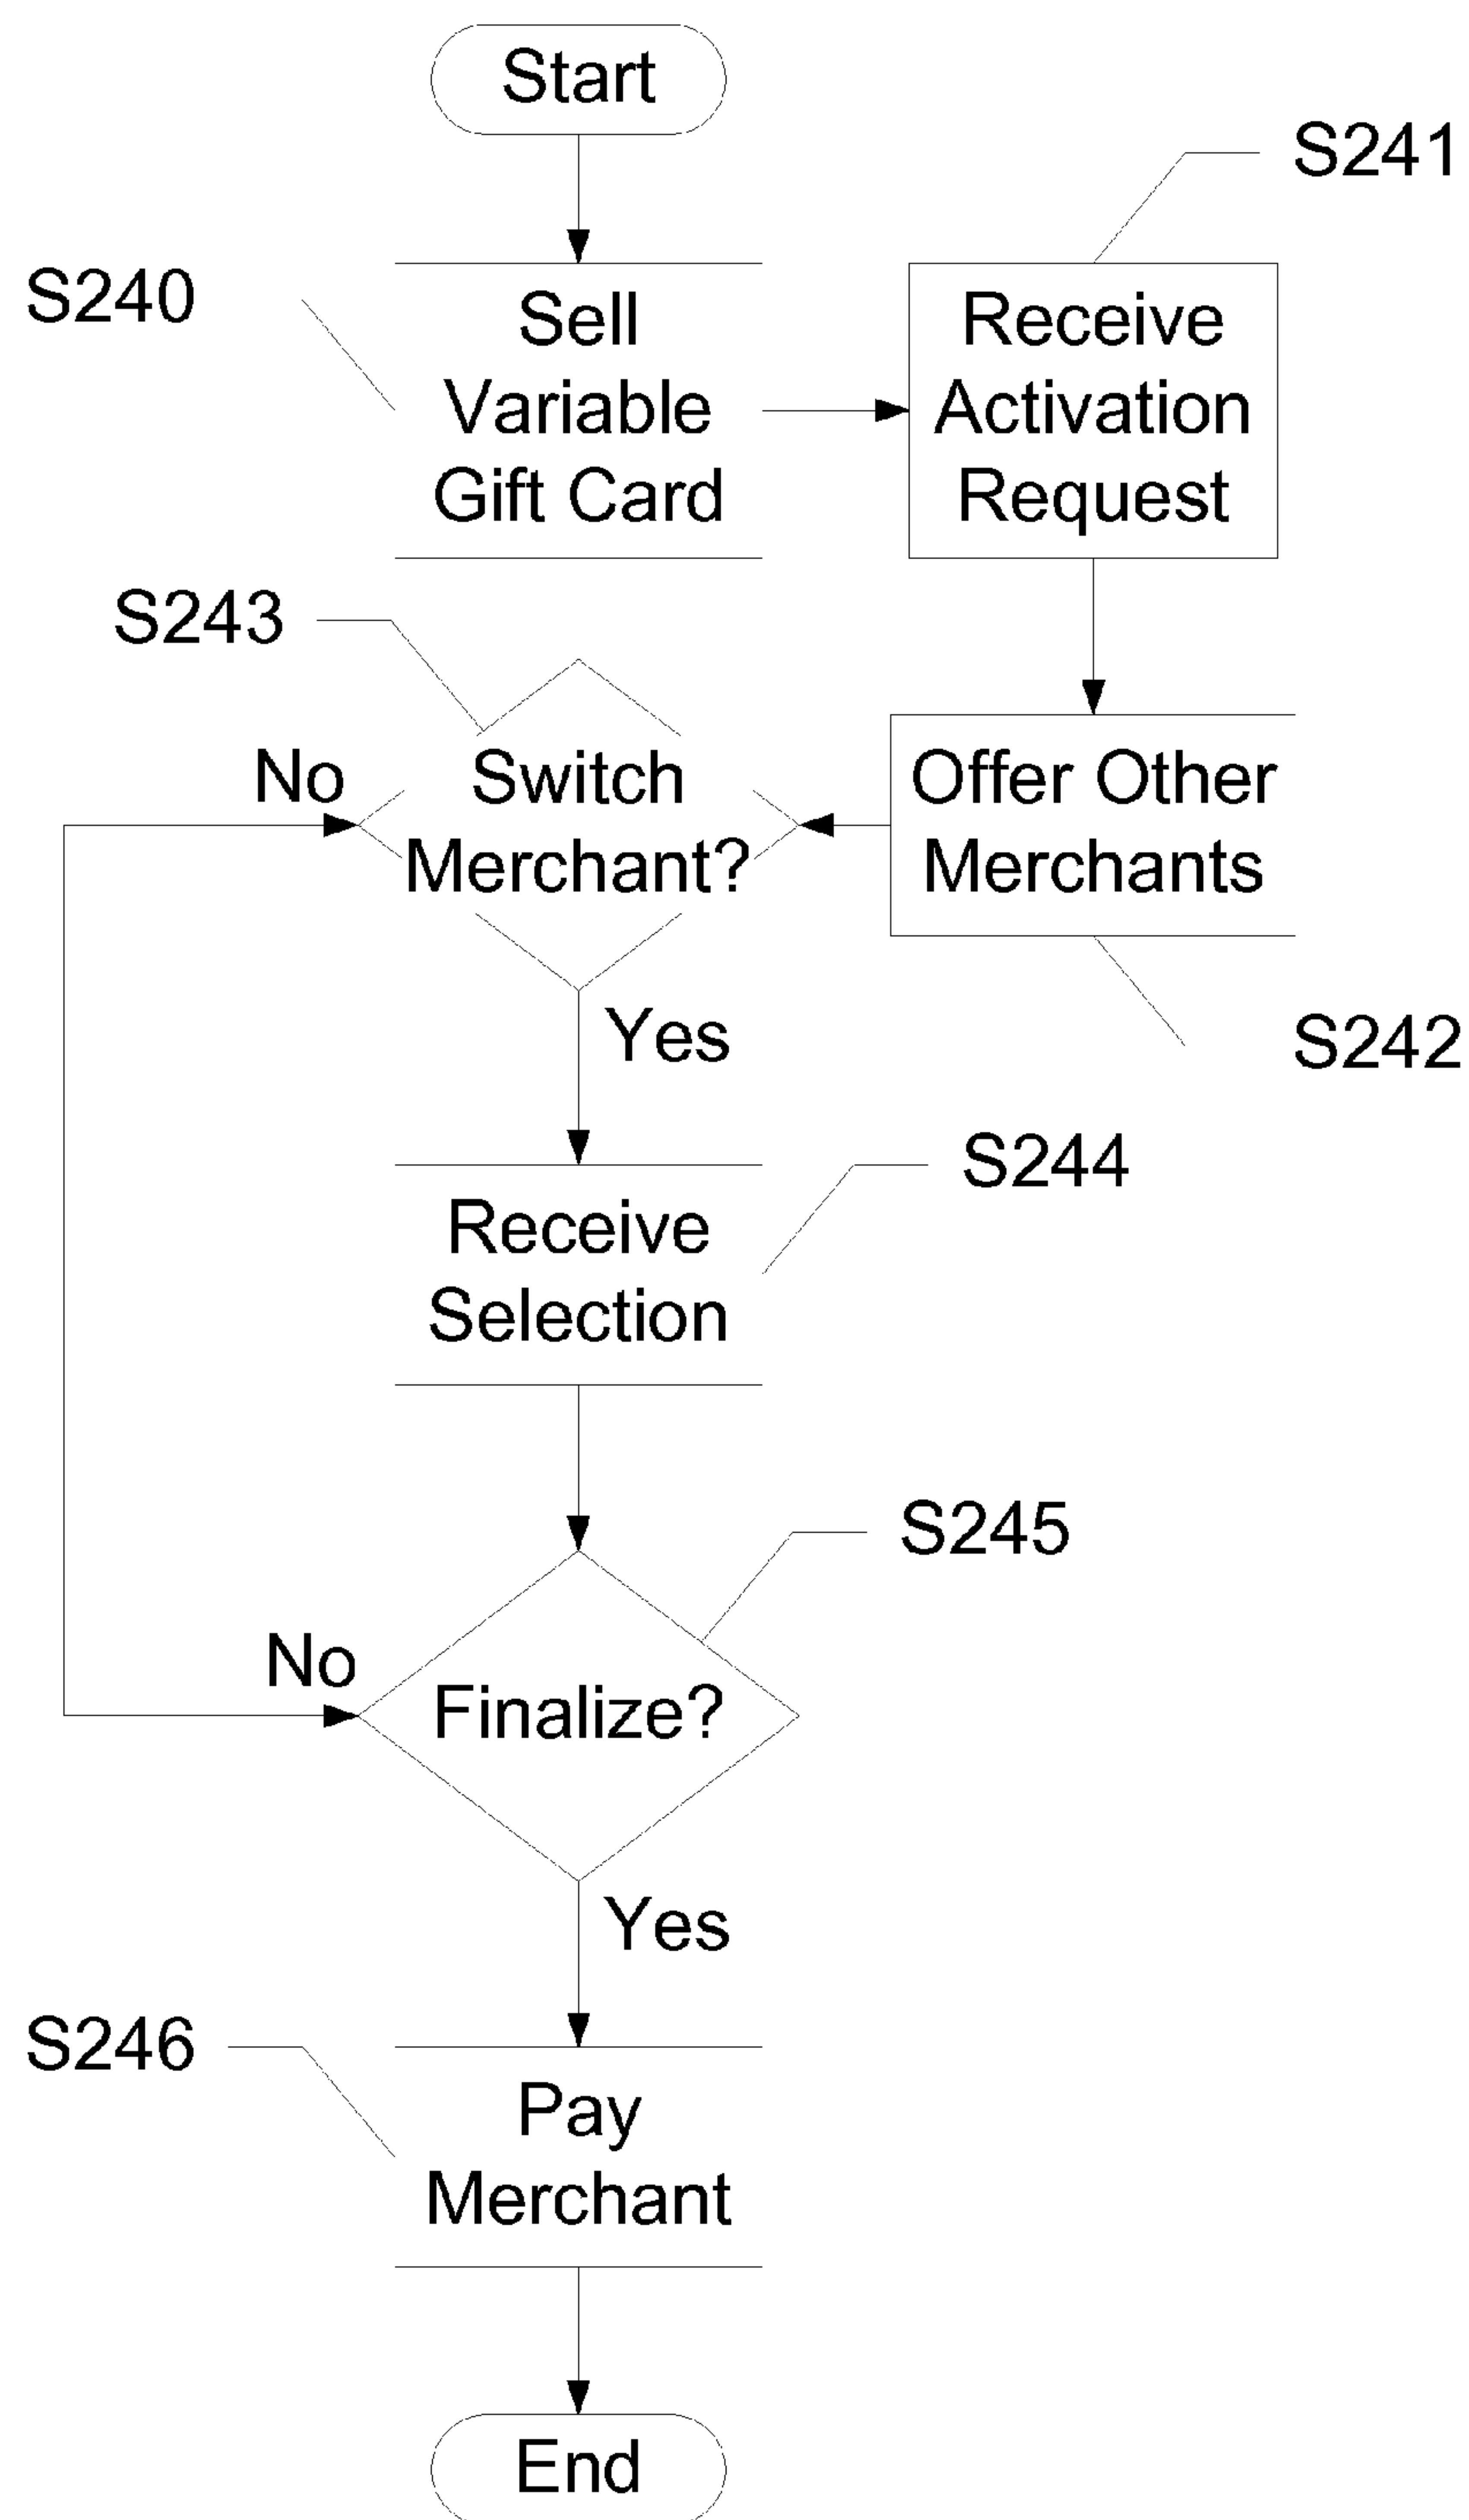 Start
S241
S240
Sell
Variable
Gift Card
Receive
Activation
Request
S243
No
Switch
Merchant?
Offer Other
Merchants
Yes
S242
S244
Receive
Selection
S245
No
Finalize?
Yes
S246
Pay
Merchant
End